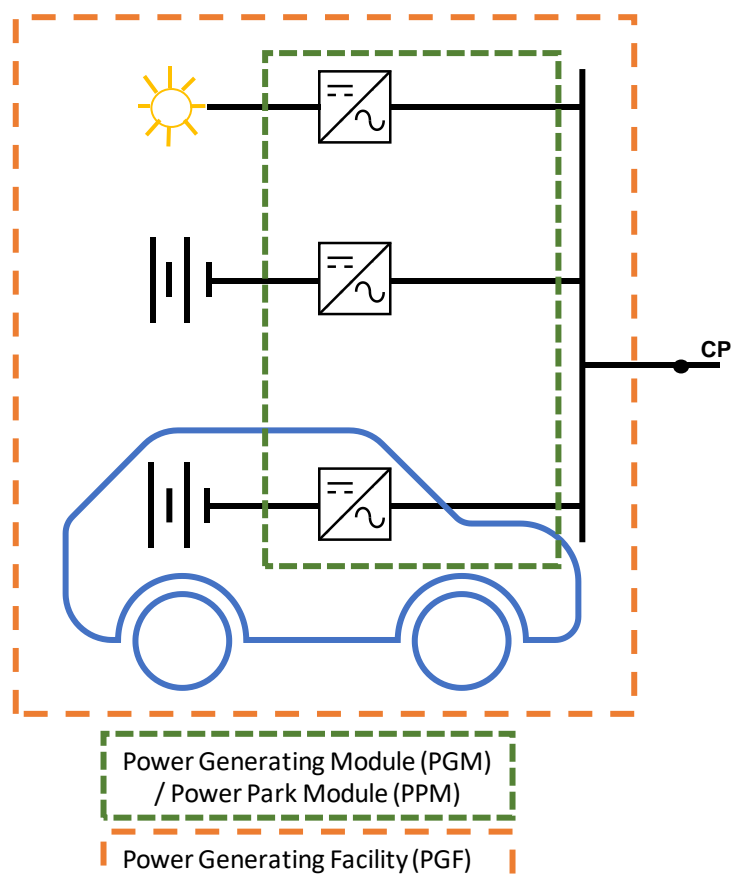 CP
Power Generating Module (PGM)
/ Power Park Module (PPM)
Power Generating Facility (PGF)